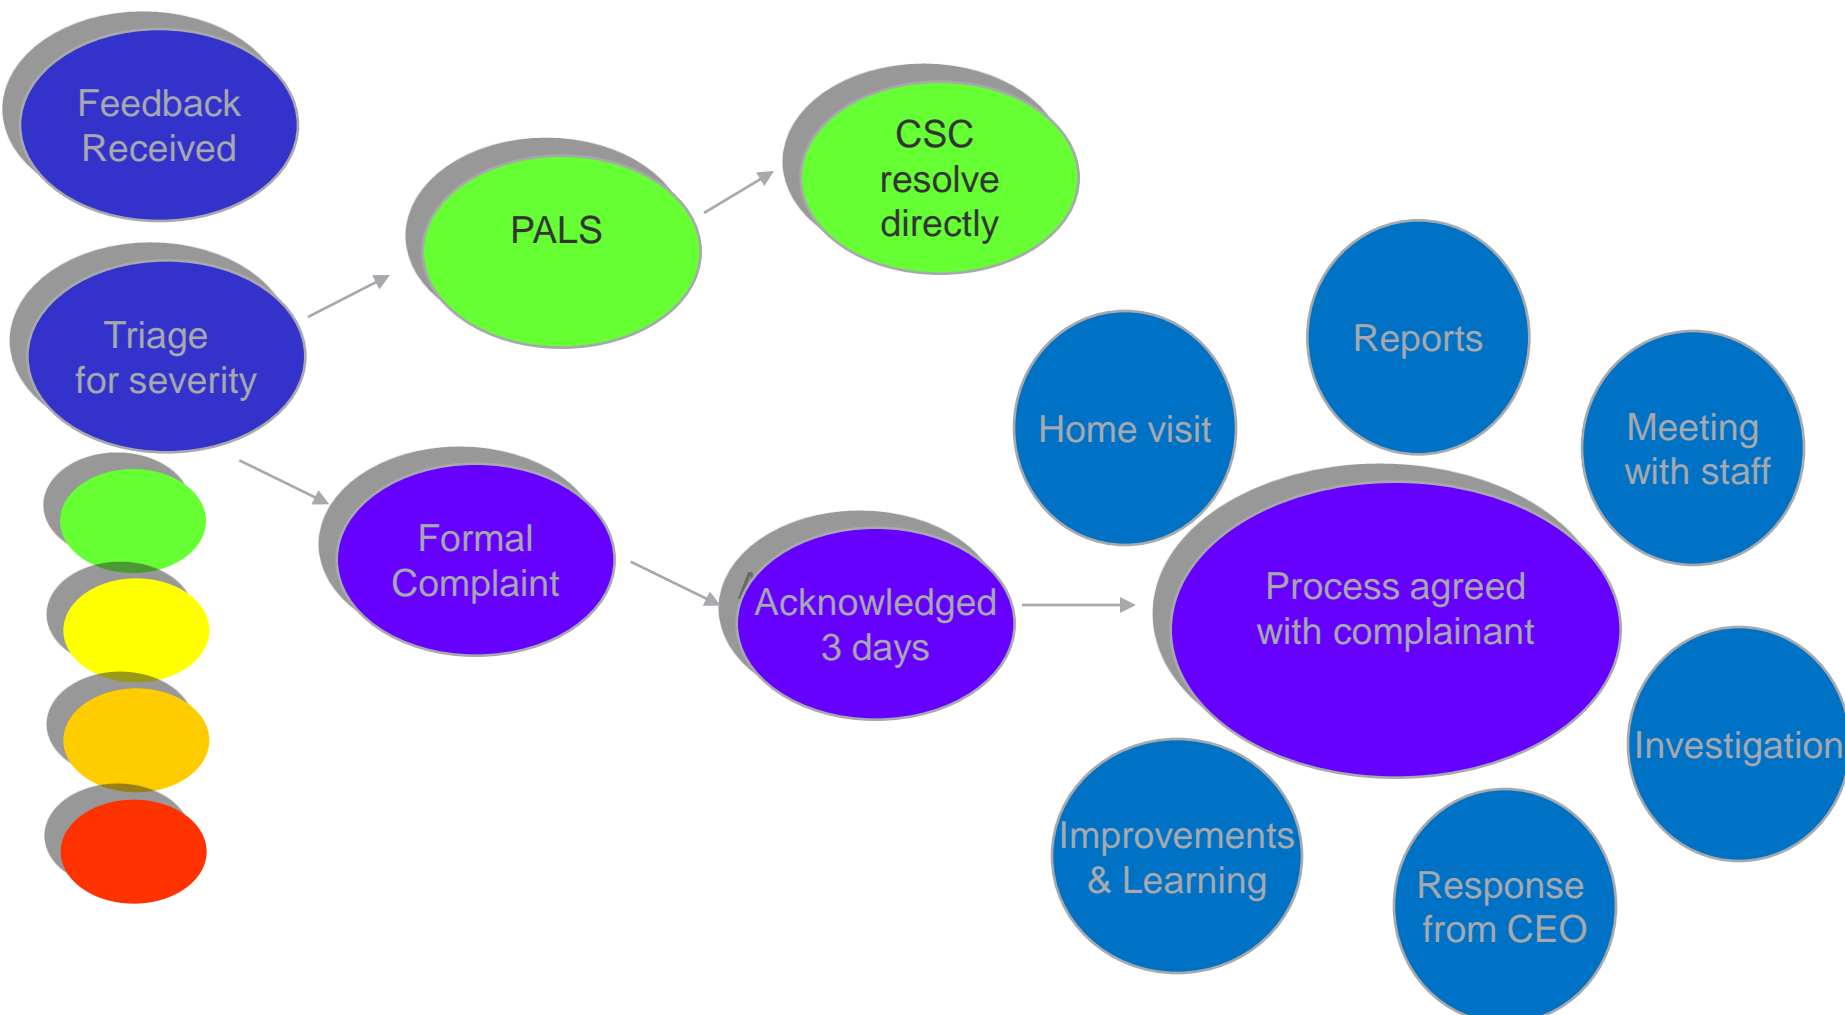 Feedback
Received
Triage
for severity
PALS
CSC
resolve
directly
Formal
Complaint
Acknowledged
3 days
Process agreed
with complainant
Home visit
Reports
Meeting
with staff
Investigation
Response
from CEO
Improvements
& Learning